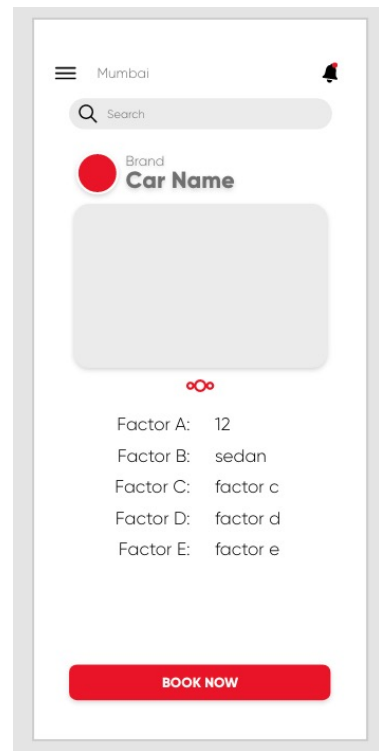 Mumbai
Search
Brand
Car Name
Factor A: 12
Factor B: sedan
Factor C: factor c
Factor D: factor d
Factor E: factor e
BOOK NOW